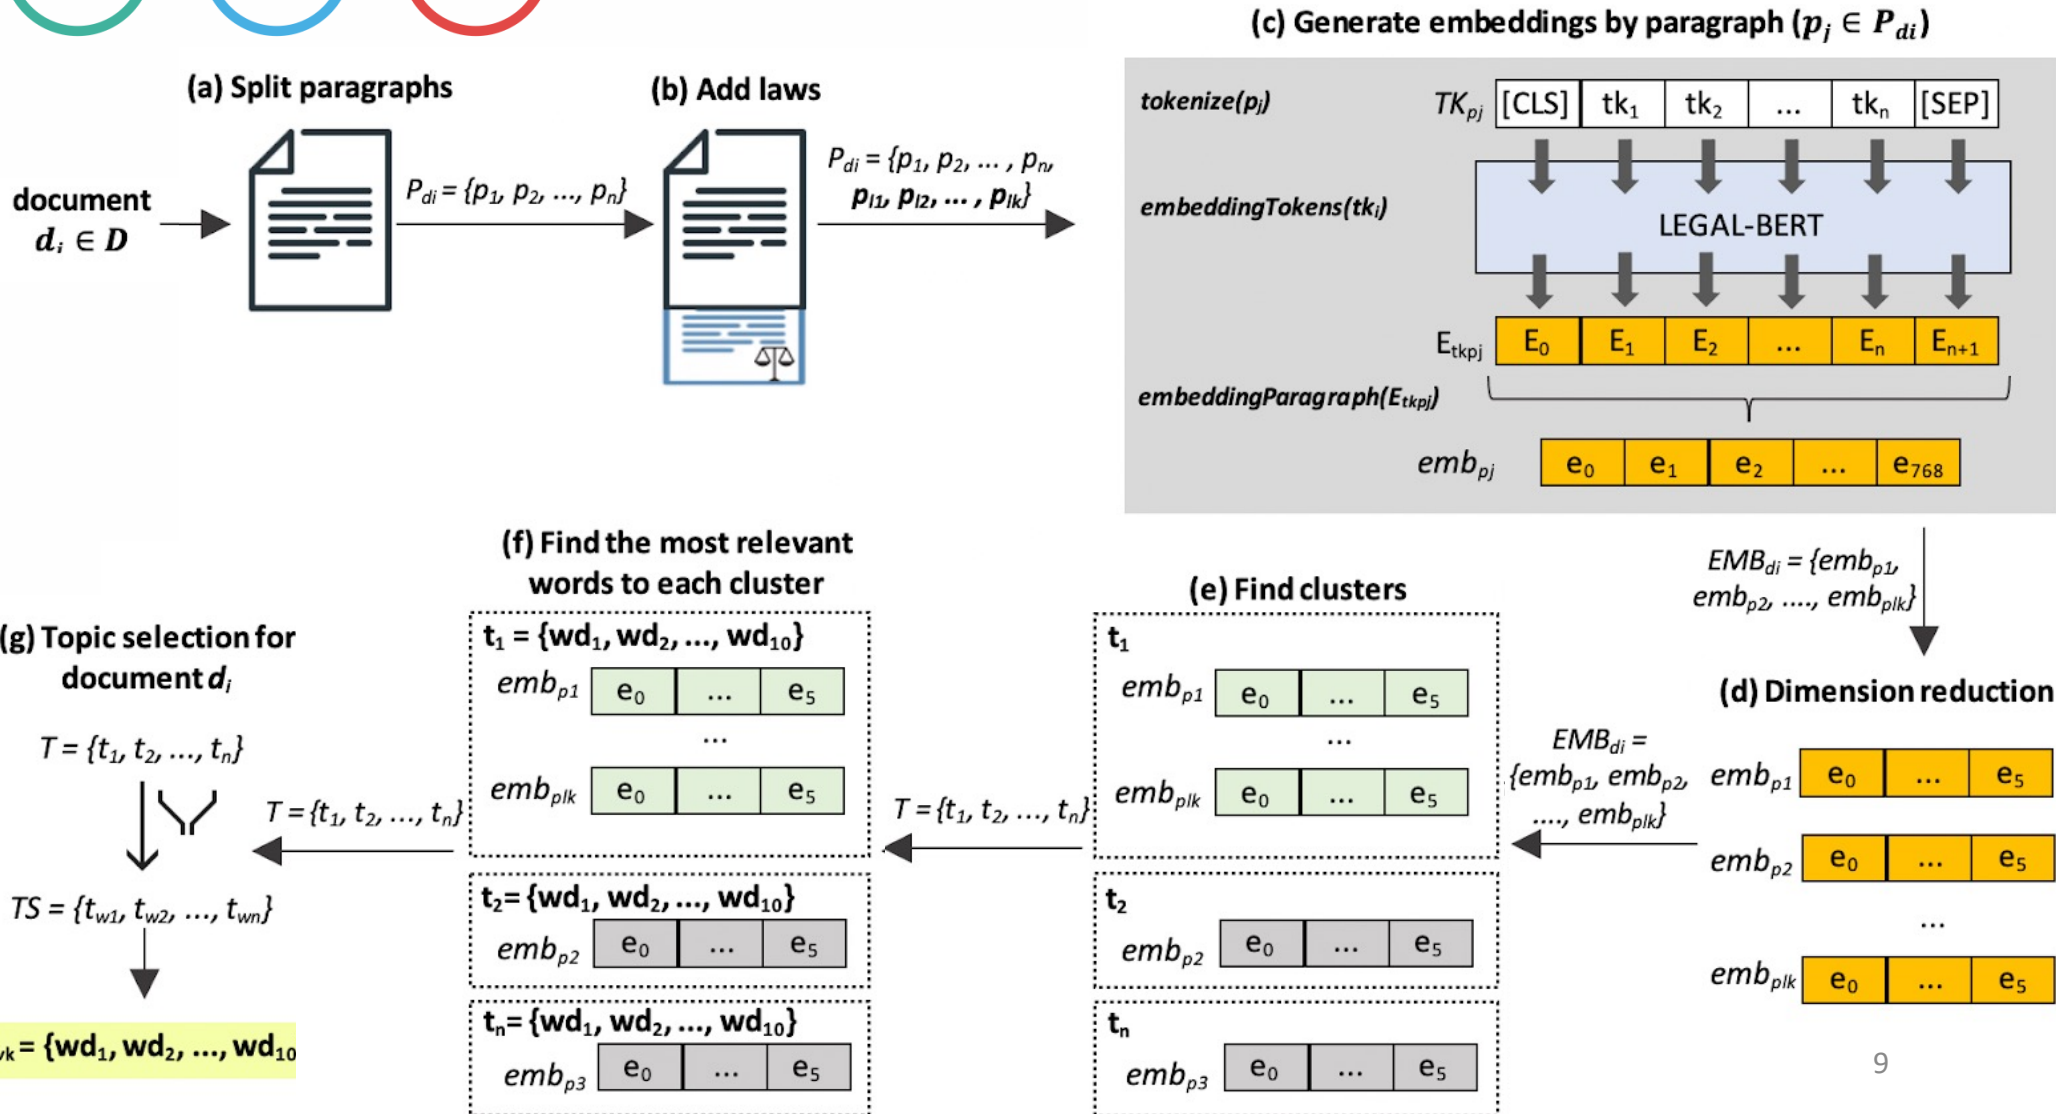 (c) Generate embeddings by paragraph (pj ∈ Pdi)
(a) Split paragraphs
(b) Add laws
document
di ∈ D
Pdi = {p1, p2, ..., pn}
Pdi = {p1, p2, ... , pn,
pl1, pl2, ... , plk}
tokenize(pj)
TKpj [CLS] tk1 tk2 ... tkn [SEP]
embeddingTokens(tki)
LEGAL-BERT
Etkpj E0 E1 E2 ... En En+1
embeddingParagraph(Etkpj)
embpj e0 e1 e2 ... e768
EMBdi = {embp1,
embp2, ...., embplk}
(d) Dimension reduction
embp1 e0 ... e5
embp2 e0 ... e5
...
embplk e0 ... e5
EMBdi =
{embp1, embp2,
...., embplk}
(e) Find clusters
t1
embp1 e0 ... e5
...
embplk e0 ... e5
t2
embp2 e0 ... e5
tn
embp3 e0 ... e5
T = {t1, t2, ..., tn}
(f) Find the most relevant
words to each cluster
t1 = {wd1, wd2, ..., wd10}
embp1 e0 ... e5
...
embplk e0 ... e5
t2= {wd1, wd2, ..., wd10}
embp2 e0 ... e5
tn= {wd1, wd2, ..., wd10}
embp3 e0 ... e5
T = {t1, t2, ..., tn}
(g) Topic selection for
document di
T = {t1, t2, ..., tn}
TS = {tw1, tw2, ..., twn}
k = {wd1, wd2, ..., wd10
9